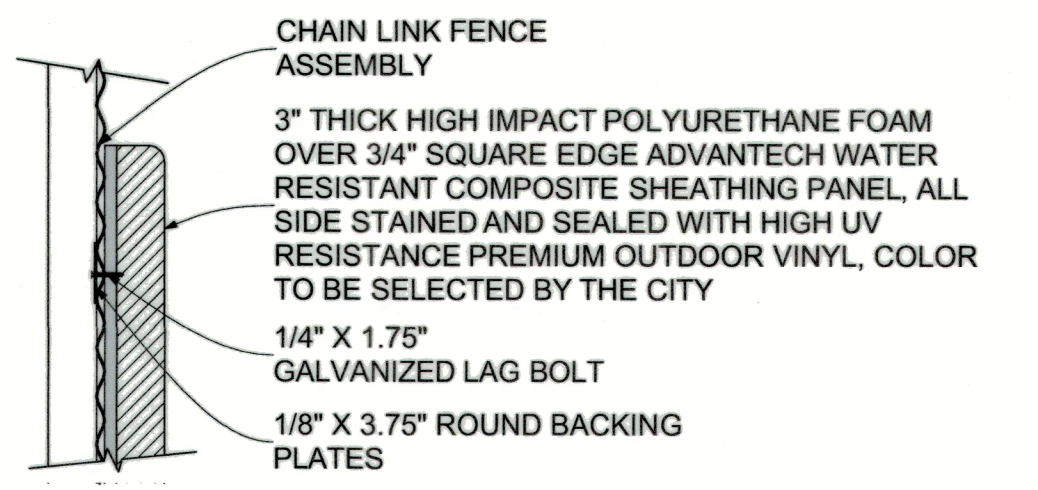 CHAIN LINK FENCE
ASSEMBLY
3" THICK HIGH IMPACT POLYURETHANE FOAM
OVER 3/4" SQUARE EDGE ADVANTECH WATER
RESISTANT COMPOSITE SHEATHING PANEL, ALL
SIDE STAINED AND SEALED WITH HIGH UV
RESISTANCE PREMIUM OUTDOOR VINYL, COLOR
TO BE SELECTED BY THE CITY
1/4" X 1.75"
GALVANIZED LAG BOLT
1/8" X 3.75" ROUND BACKING
PLATES